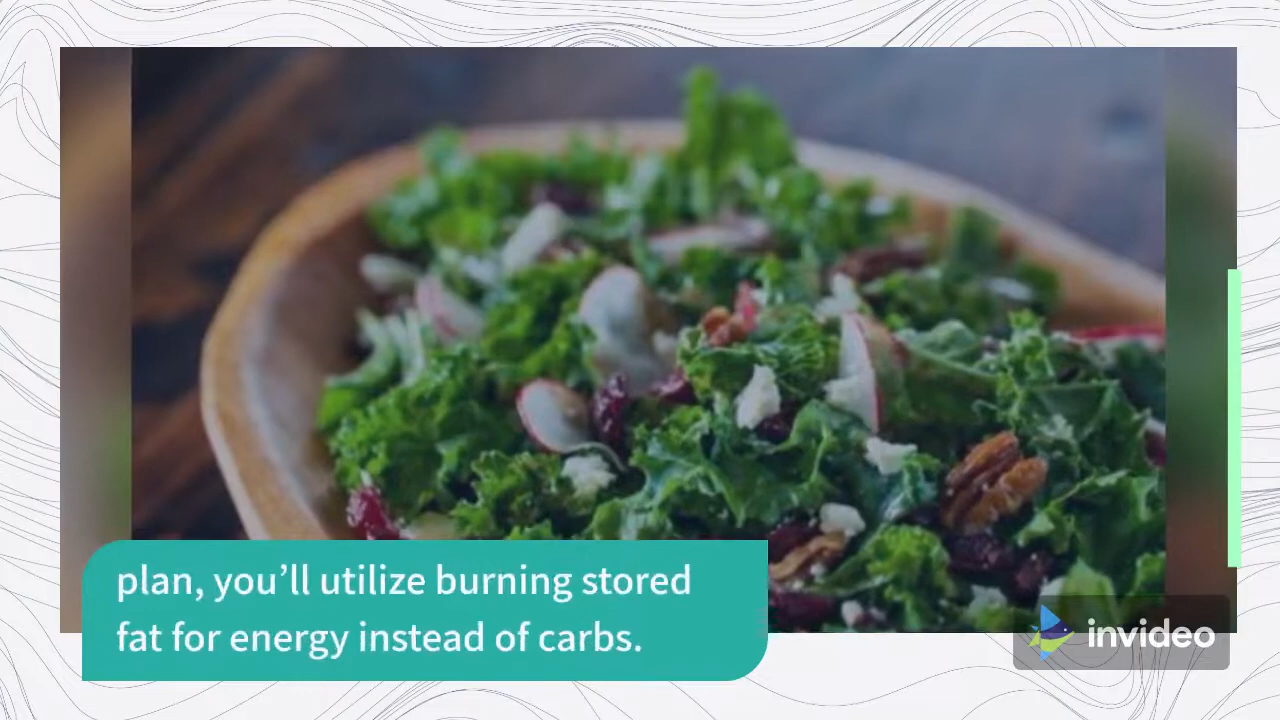 plan, you’ll utilize burning stored
fat for energy instead of carbs.
invideo